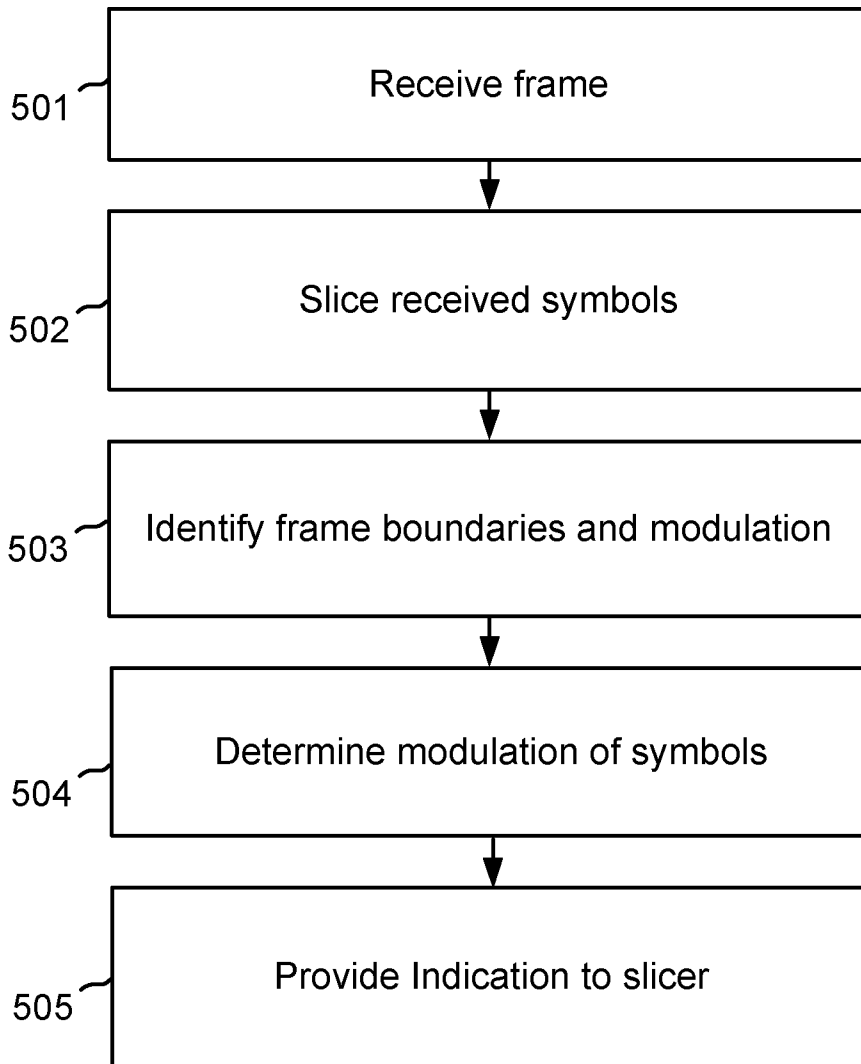 Receive frame
501
Slice received symbols
502
Identify frame boundaries and modulation
503
Determine modulation of symbols
504
Provide Indication to slicer
505